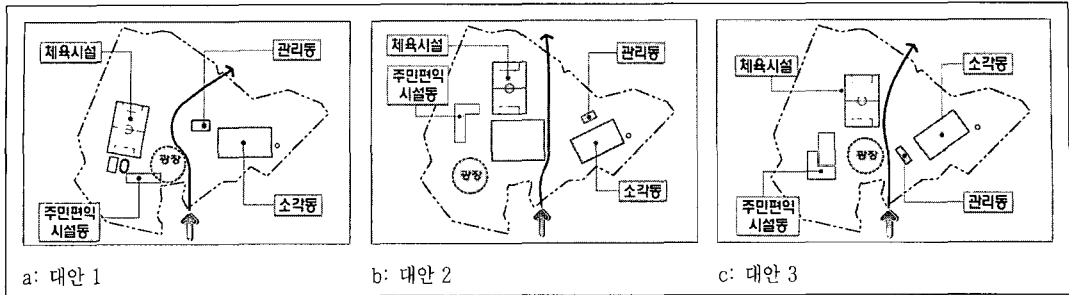 체육시설
관리동
광장
주민편익
시설동
소각동
a: 대안 1
체육시설
주민편익
시설동
관리동
광장
소각동
b: 대안 2
체육시설
소각동
광장
주민편익
시설동
관리동
c: 대안 3